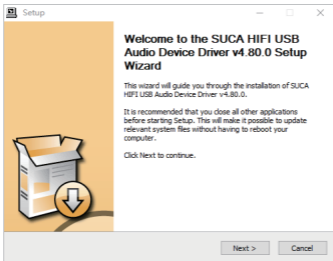 Setup
Welcome to the SUCA HIFI USB
Audio Device Driver v4.80.0 Setup
Wizard
This wizard will guide you through the installation of SUCA
HIFI USB Audio Device Driver v4.80.0.
It is recommended that you close all other applications
before starting Setup. This will make it possible to update
relevant system files without having to reboot your
computer.
Click Next to continue.
Next >
Cancel